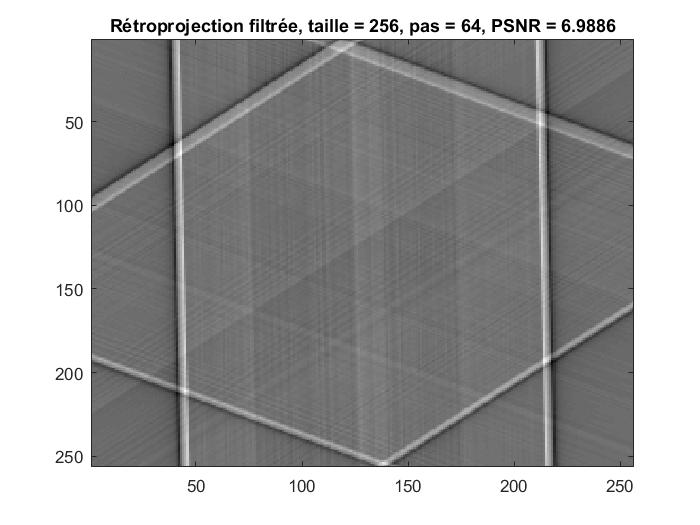 Rétroprojection filtrée, taille = 256, pas = 64, PSNR = 6.9886
50
100
150
200
250
50 100 150 200 250